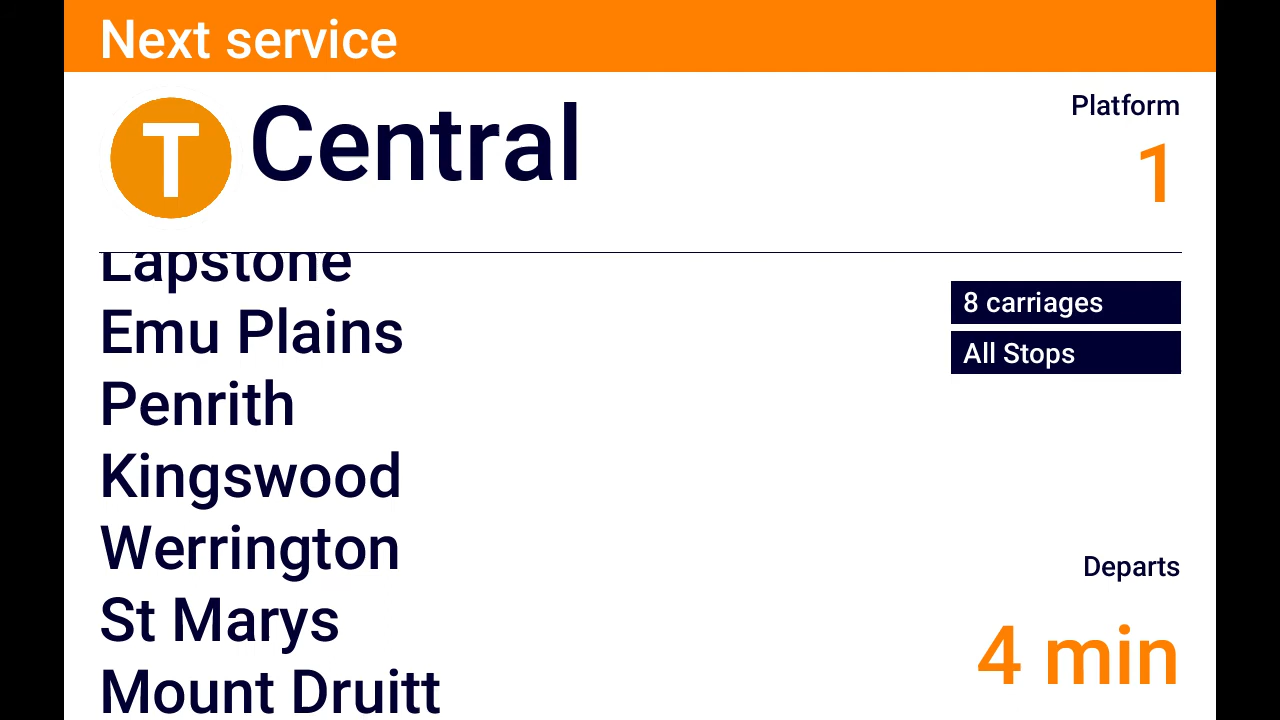 Next service
T Central
Platform
1
Lapstone
Emu Plains
Penrith
Kingswood
Werrington
St Marys
Mount Druitt
8 carriages
All Stops
Departs
4 min